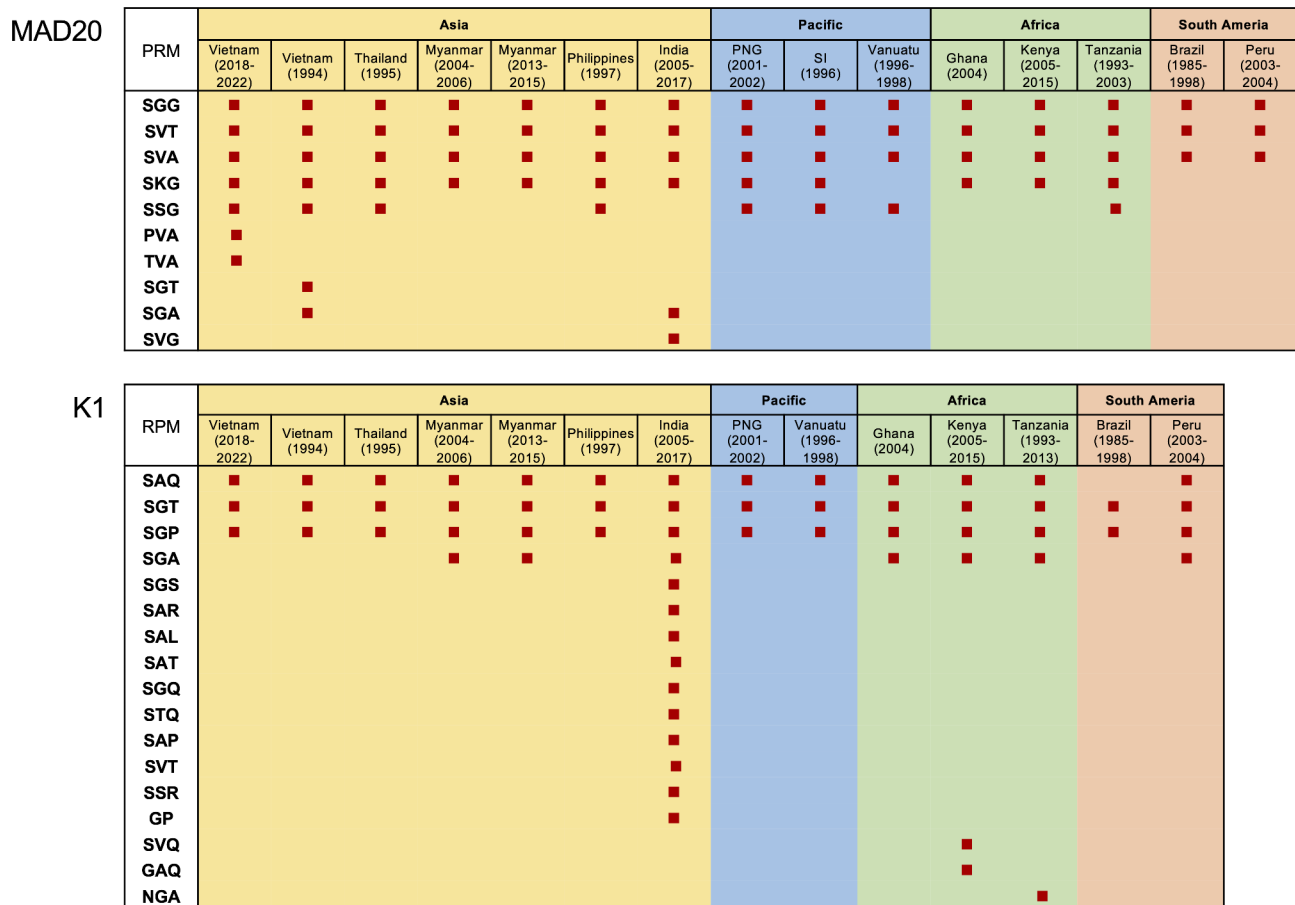 MAD20
PRM
Asia
Pacific
Africa
South Ameria
Vietnam (2018-2022)
Vietnam (1994)
Thailand (1995)
Myanmar (2004-2006)
Myanmar (2013-2015)
Philippines (1997)
India (2005-2017)
PNG (2001-2002)
SI (1996)
Vanuatu (1996-1998)
Ghana (2004)
Kenya (2005-2015)
Tanzania (1993-2003)
Brazil (1985-1998)
Peru (2003-2004)
SGG
SVT
SVA
SKG
SSG
PVA
TVA
SGT
SGA
SVG
K1
RPM
Asia
Pacific
Africa
South Ameria
Vietnam (2018-2022)
Vietnam (1994)
Thailand (1995)
Myanmar (2004-2006)
Myanmar (2013-2015)
Philippines (1997)
India (2005-2017)
PNG (2001-2002)
Vanuatu (1996-1998)
Ghana (2004)
Kenya (2005-2015)
Tanzania (1993-2013)
Brazil (1985-1998)
Peru (2003-2004)
SAQ
SGT
SGP
SGA
SGS
SAR
SAL
SAT
SGQ
STQ
SAP
SVT
SSR
GP
SVQ
GAQ
NGA